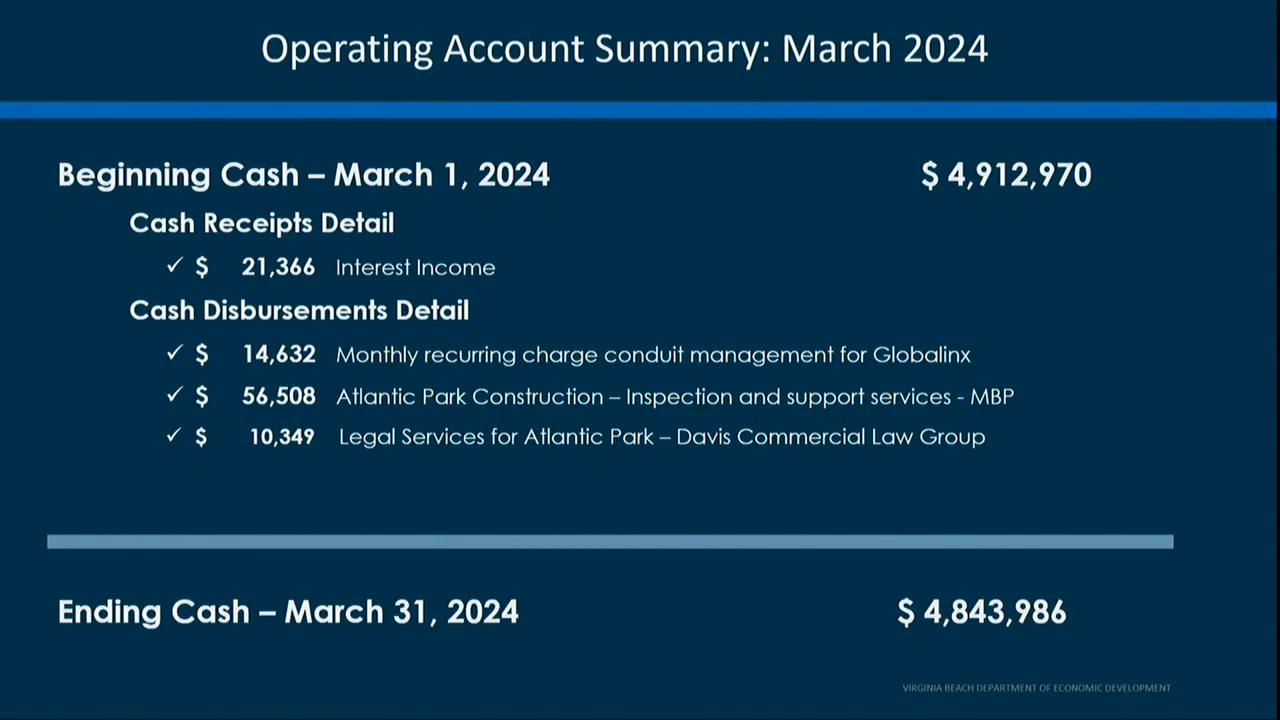 Operating Account Summary: March 2024
Beginning Cash – March 1, 2024 $ 4,912,970
Cash Receipts Detail
✓ $ 21,366 Interest Income
Cash Disbursements Detail
✓ $ 14,632 Monthly recurring charge conduit management for Globalinx
✓ $ 56,508 Atlantic Park Construction – Inspection and support services - MBP
✓ $ 10,349 Legal Services for Atlantic Park – Davis Commercial Law Group
Ending Cash – March 31, 2024 $ 4,843,986
VIRGINIA BEACH DEPARTMENT OF ECONOMIC DEVELOPMENT